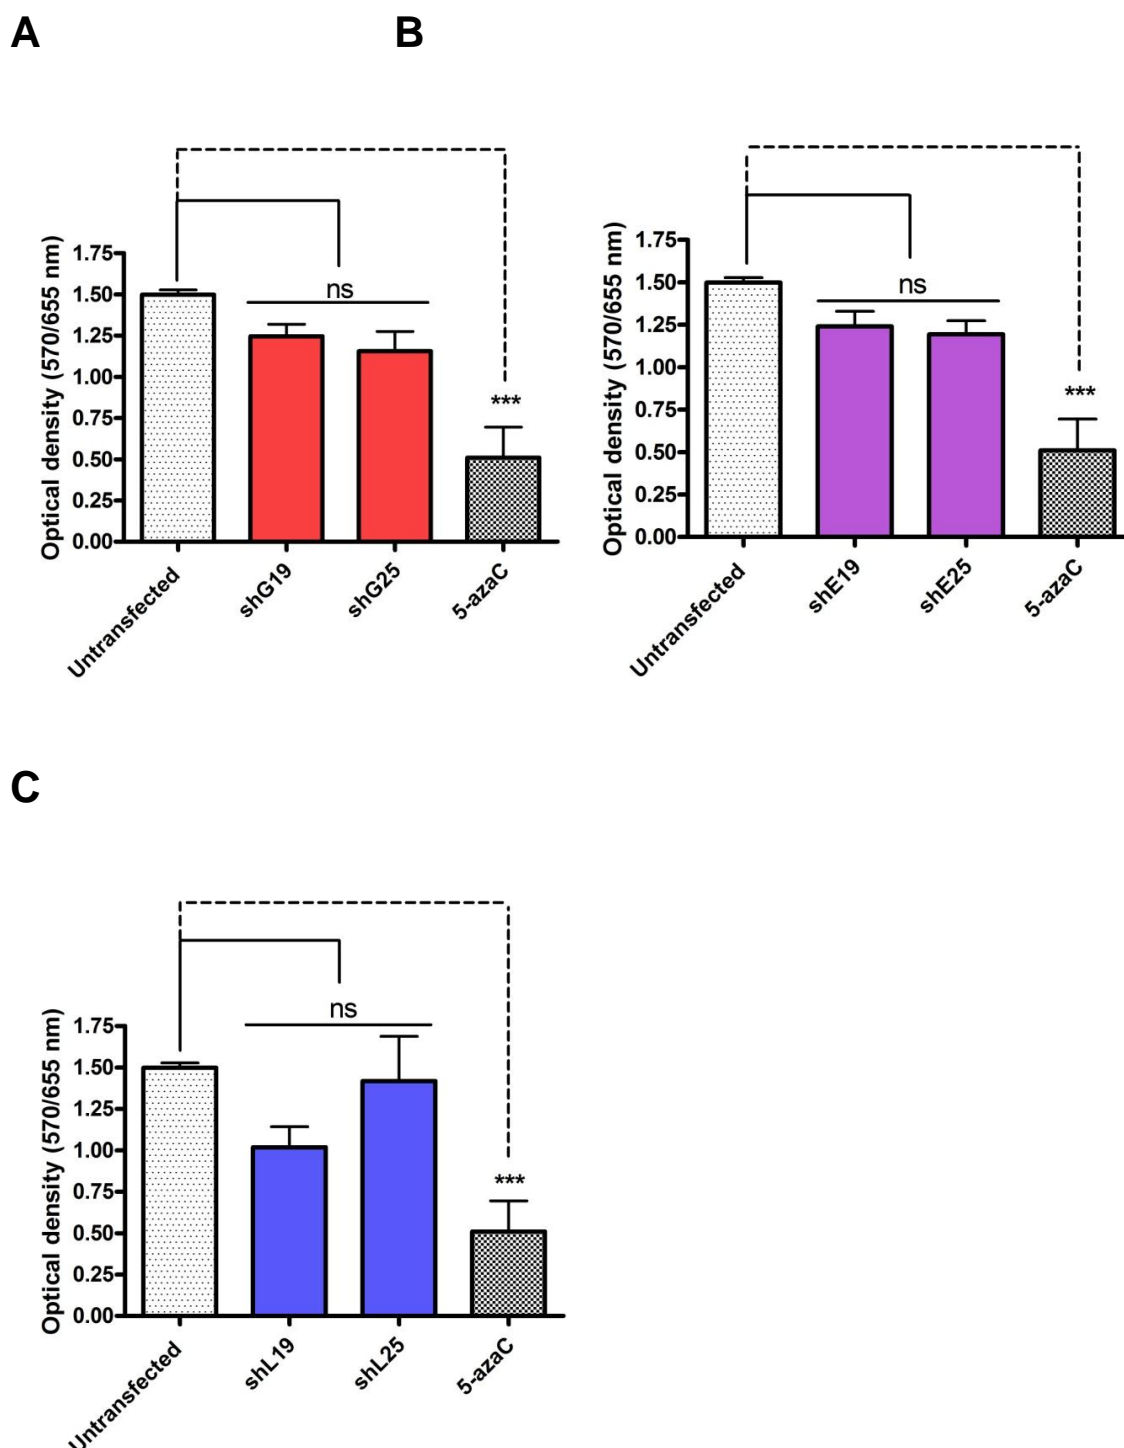 A
B
Optical density (570/655 nm)
1.75
1.50
1.25
1.00
0.75
0.50
0.25
0.00
ns
***
Untransfected
shG19
shG25
5-azaC
Optical density (570/655 nm)
1.75
1.50
1.25
1.00
0.75
0.50
0.25
0.00
ns
***
Untransfected
shE19
shE25
5-azaC
C
Optical density (570/655 nm)
1.75
1.50
1.25
1.00
0.75
0.50
0.25
0.00
ns
***
Untransfected
shL19
shL25
5-azaC